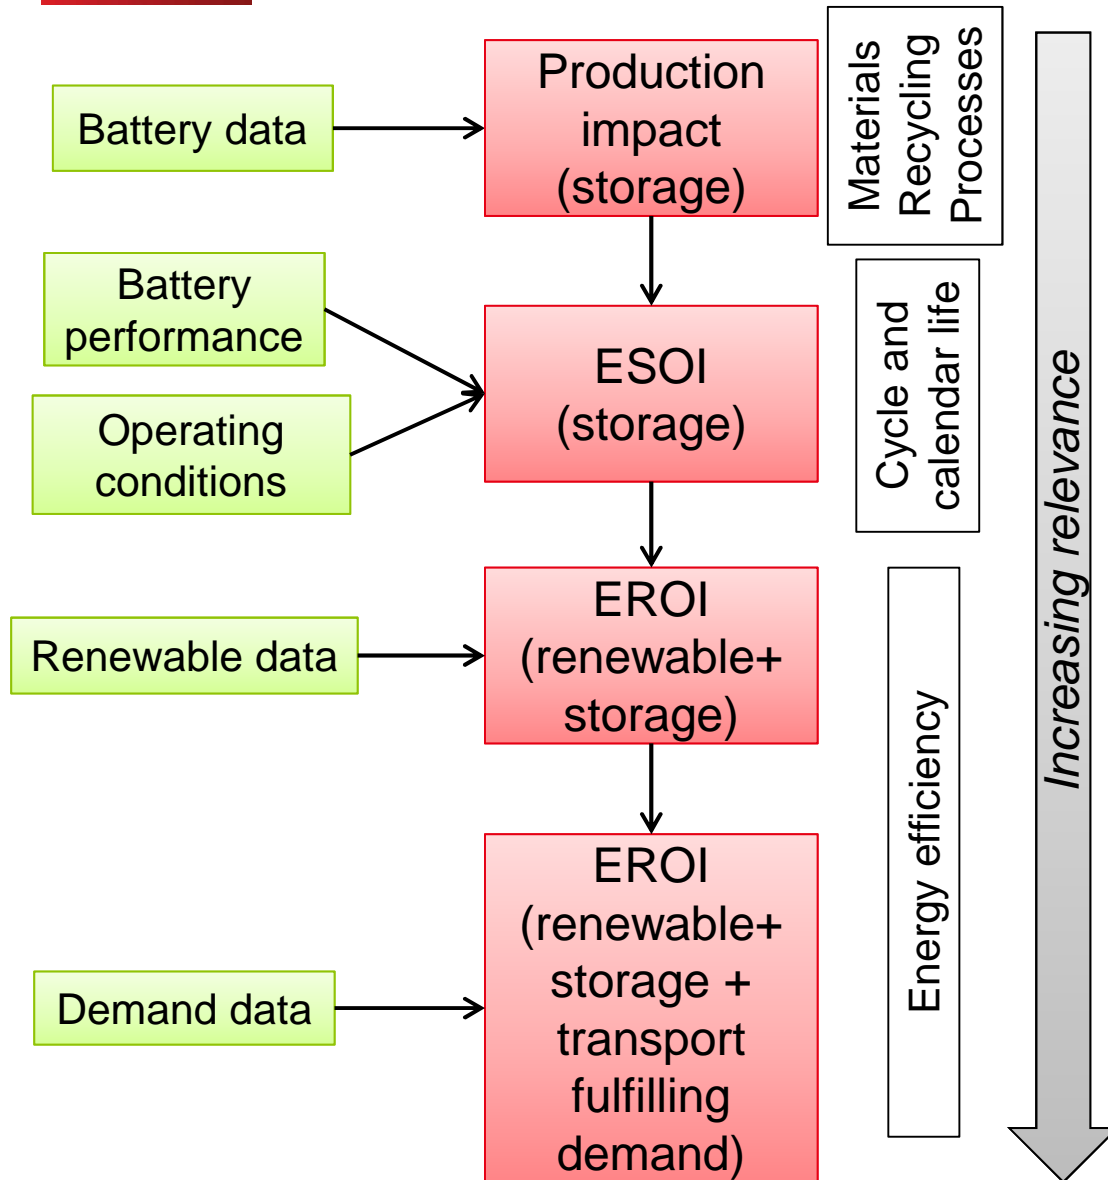 Battery data
Production
impact
(storage)
Materials
Recycling
Processes
Battery
performance
Operating
conditions
ESOI
(storage)
Cycle and
calendar life
Renewable data
EROI
(renewable+
storage)
Demand data
EROI
(renewable+
storage +
transport
fulfilling
demand)
Energy efficiency
Increasing relevance